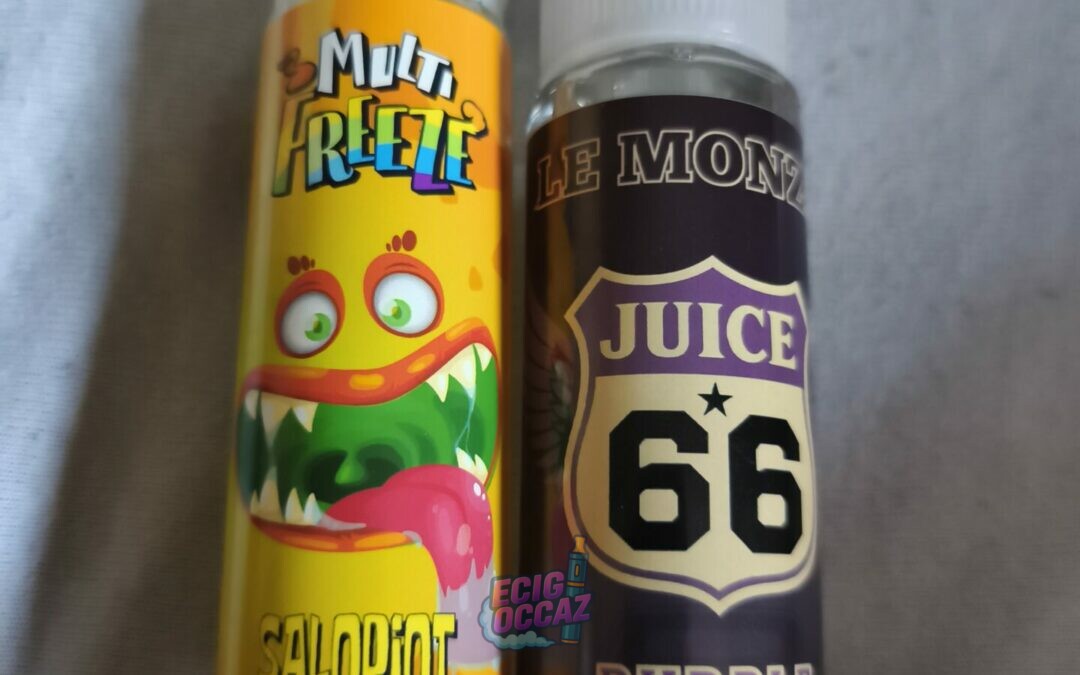 MULTI
FREEZE
SALOPIOT
LE MONZ
JUICE
66
ECIG
OCCAZ